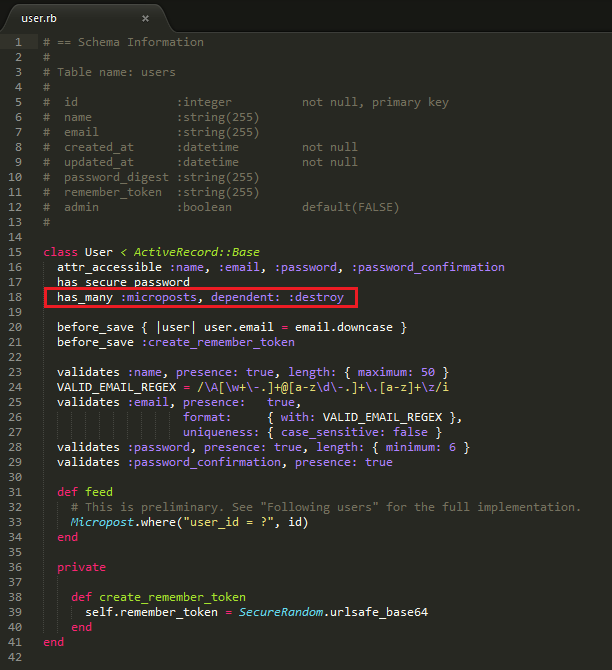 user.rb ×
1 # == Schema Information
2 #
3 # Table name: users
4 #
5 #  id              :integer          not null, primary key
6 #  name            :string(255)
7 #  email           :string(255)
8 #  created_at      :datetime         not null
9 #  updated_at      :datetime         not null
10 #  password_digest :string(255)
11 #  remember_token  :string(255)
12 #  admin           :boolean          default(FALSE)
13 #
14
15 class User < ActiveRecord::Base
16   attr_accessible :name, :email, :password, :password_confirmation
17   has_secure_password
18   has_many :microposts, dependent: :destroy
19
20   before_save { |user| user.email = email.downcase }
21   before_save :create_remember_token
22
23   validates :name, presence: true, length: { maximum: 50 }
24   VALID_EMAIL_REGEX = /\A[\w+\-.]+@[a-z\d\-.]+\.[a-z]+\z/i
25   validates :email, presence:   true,
26                     format:     { with: VALID_EMAIL_REGEX },
27                     uniqueness: { case_sensitive: false }
28   validates :password, presence: true, length: { minimum: 6 }
29   validates :password_confirmation, presence: true
30
31   def feed
32     # This is preliminary. See "Following users" for the full implementation.
33     Micropost.where("user_id = ?", id)
34   end
35
36   private
37
38     def create_remember_token
39       self.remember_token = SecureRandom.urlsafe_base64
40     end
41 end
42